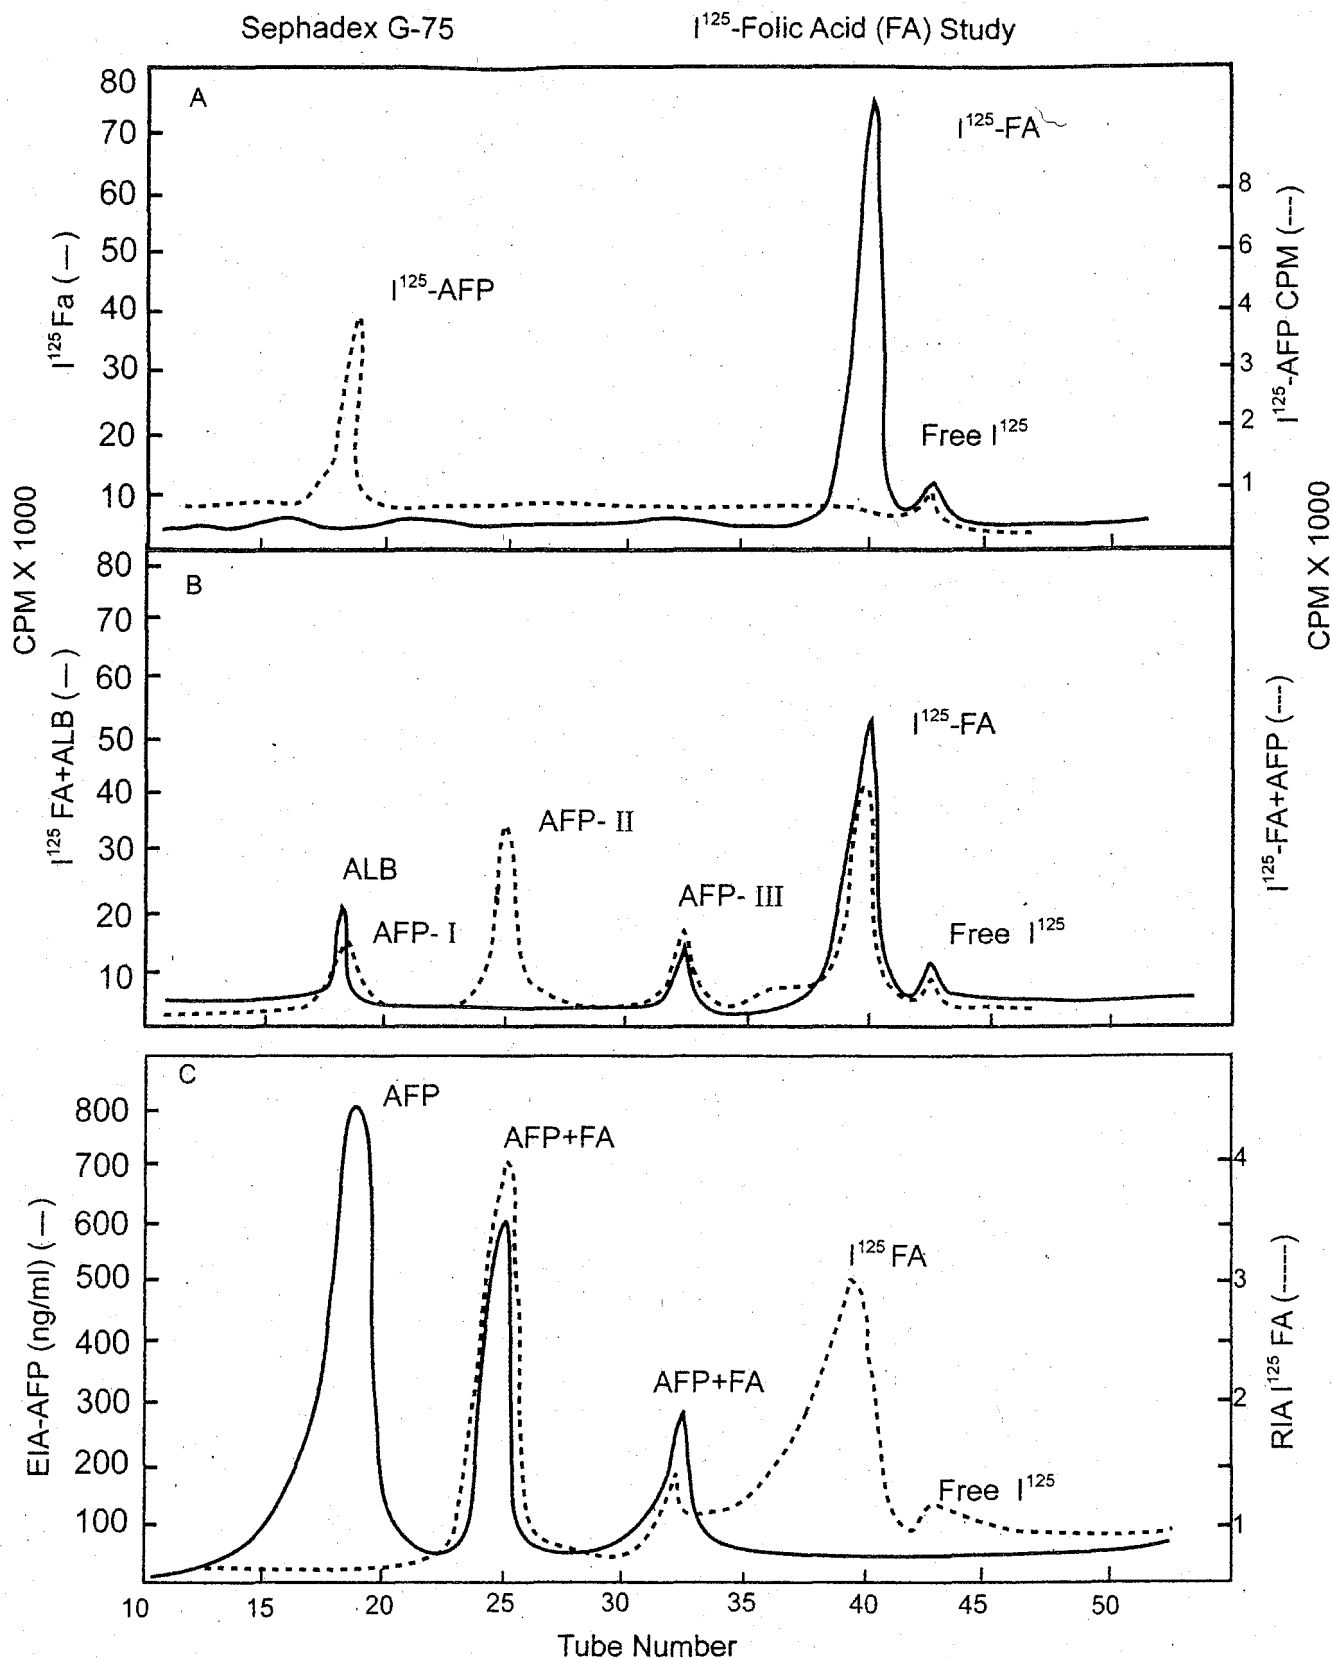 Sephadex G-75
I¹²⁵-Folic Acid (FA) Study
A
80
70
60
50
40
30
20
10
I¹²⁵Fa (—)
I¹²⁵-AFP
I¹²⁵-FA
Free I¹²⁵
8
6
4
3
2
1
I¹²⁵-AFP CPM (---)
CPM X 1000
CPM X 1000
B
80
70
60
50
40
30
20
10
I¹²⁵ FA+ALB (—)
ALB
AFP- I
AFP- II
AFP- III
I¹²⁵-FA
Free I¹²⁵
I¹²⁵-FA+AFP (---)
C
800
700
600
500
400
300
200
100
EIA-AFP (ng/ml) (—)
AFP
AFP+FA
AFP+FA
I¹²⁵ FA
Free I¹²⁵
4
3
2
1
RIA I¹²⁵ FA (-----)
10 15 20 25 30 35 40 45 50
Tube Number